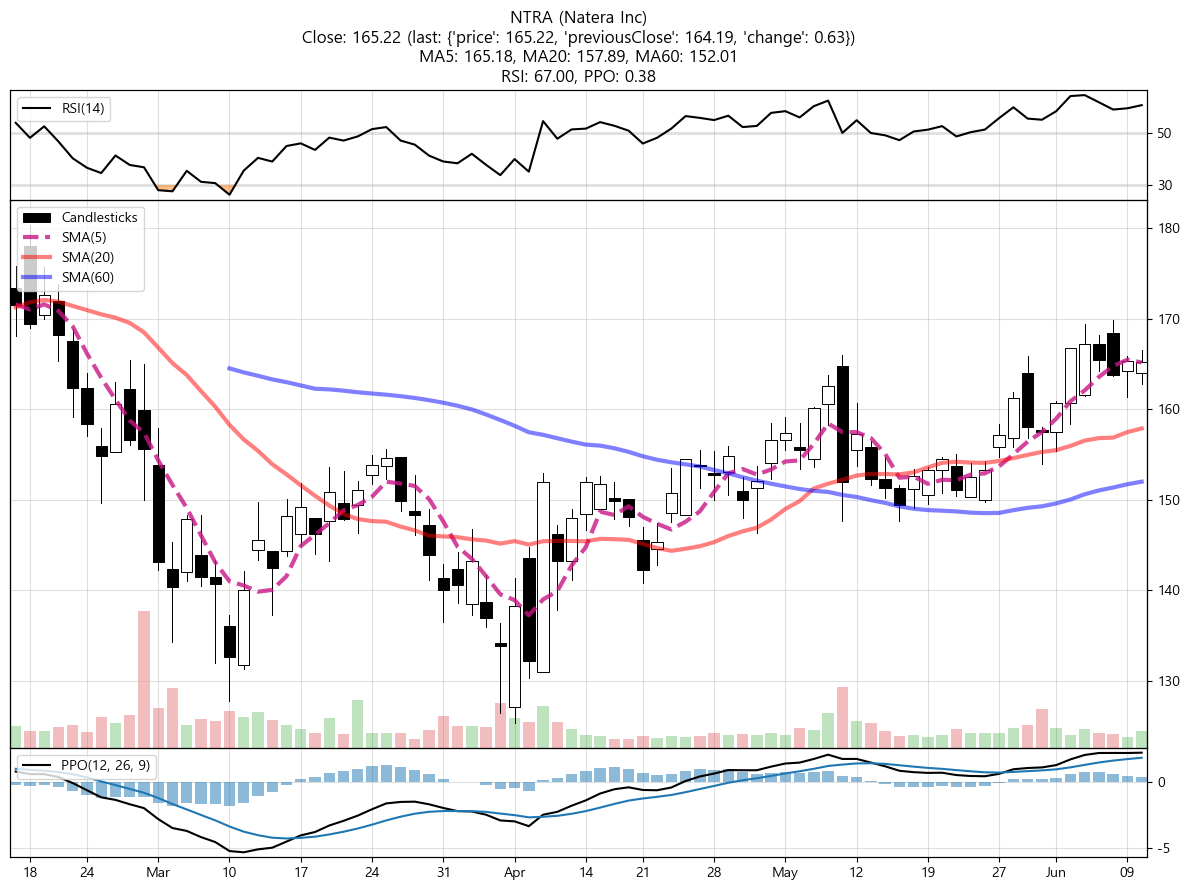 NTRA (Natera Inc)
Close: 165.22 (last: {'price': 165.22, 'previousClose': 164.19, 'change': 0.63})
MA5: 165.18, MA20: 157.89, MA60: 152.01
RSI: 67.00, PPO: 0.38
RSI(14)
50
30
Candlesticks
SMA(5)
SMA(20)
SMA(60)
180
170
160
150
140
130
PPO(12, 26, 9)
0
-5
18 24 Mar 10 17 24 31 Apr 14 21 28 May 12 19 27 Jun 09